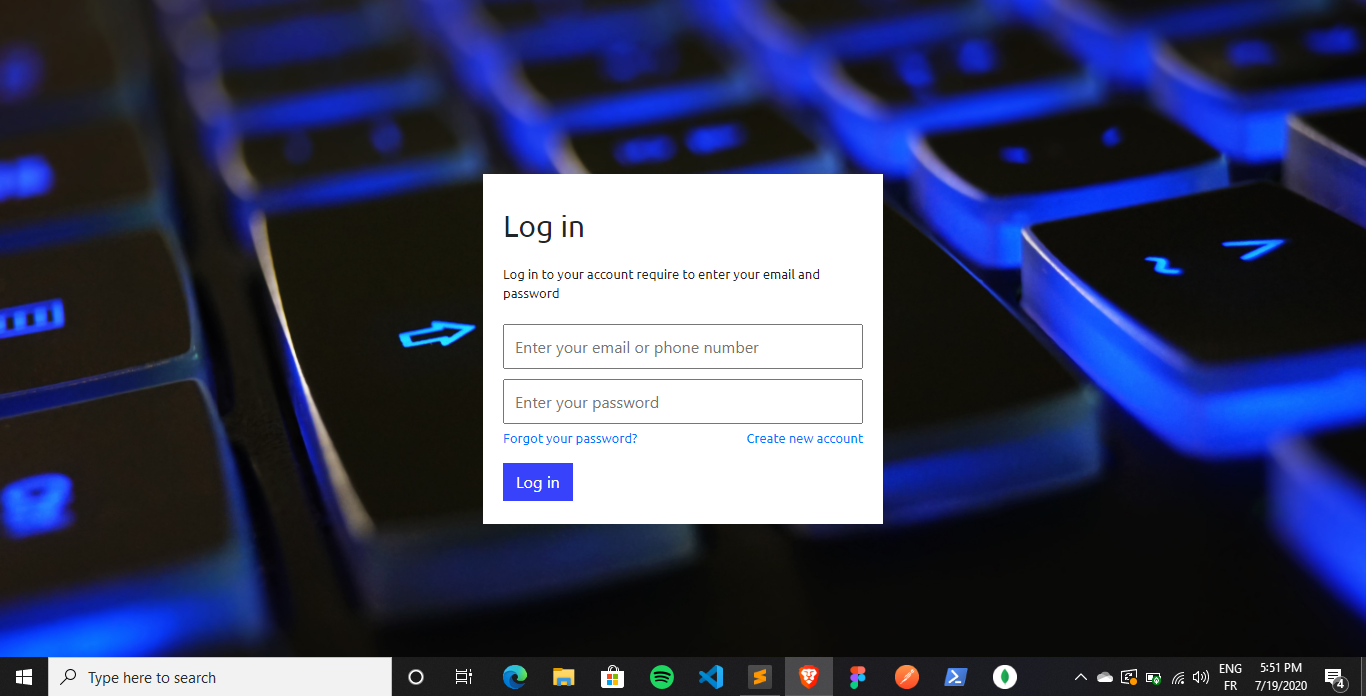 Log in
Log in to your account require to enter your email and
password
Enter your email or phone number
Enter your password
Forgot your password? Create new account
Log in
Type here to search
ENG
FR
5:51 PM
7/19/2020
4